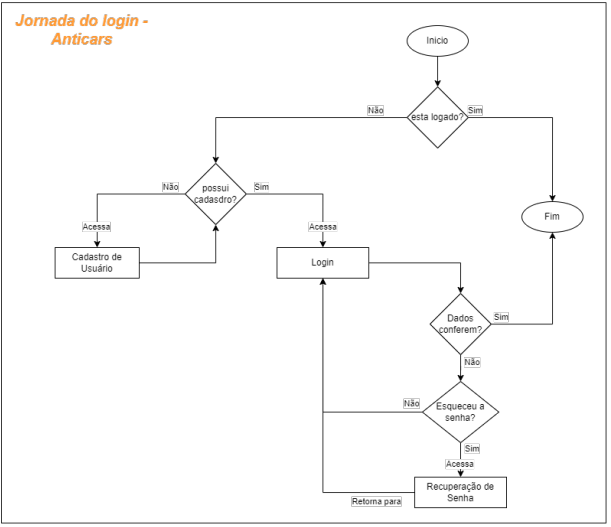 Jornada do login -
Anticars
Inicio
esta logado?
Não
Sim
possui
cadasdro?
Não
Sim
Acessa
Acessa
Fim
Cadastro de
Usuário
Login
Dados
conferem?
Sim
Não
Esqueceu a
senha?
Não
Sim
Acessa
Recuperação de
Senha
Retorna para